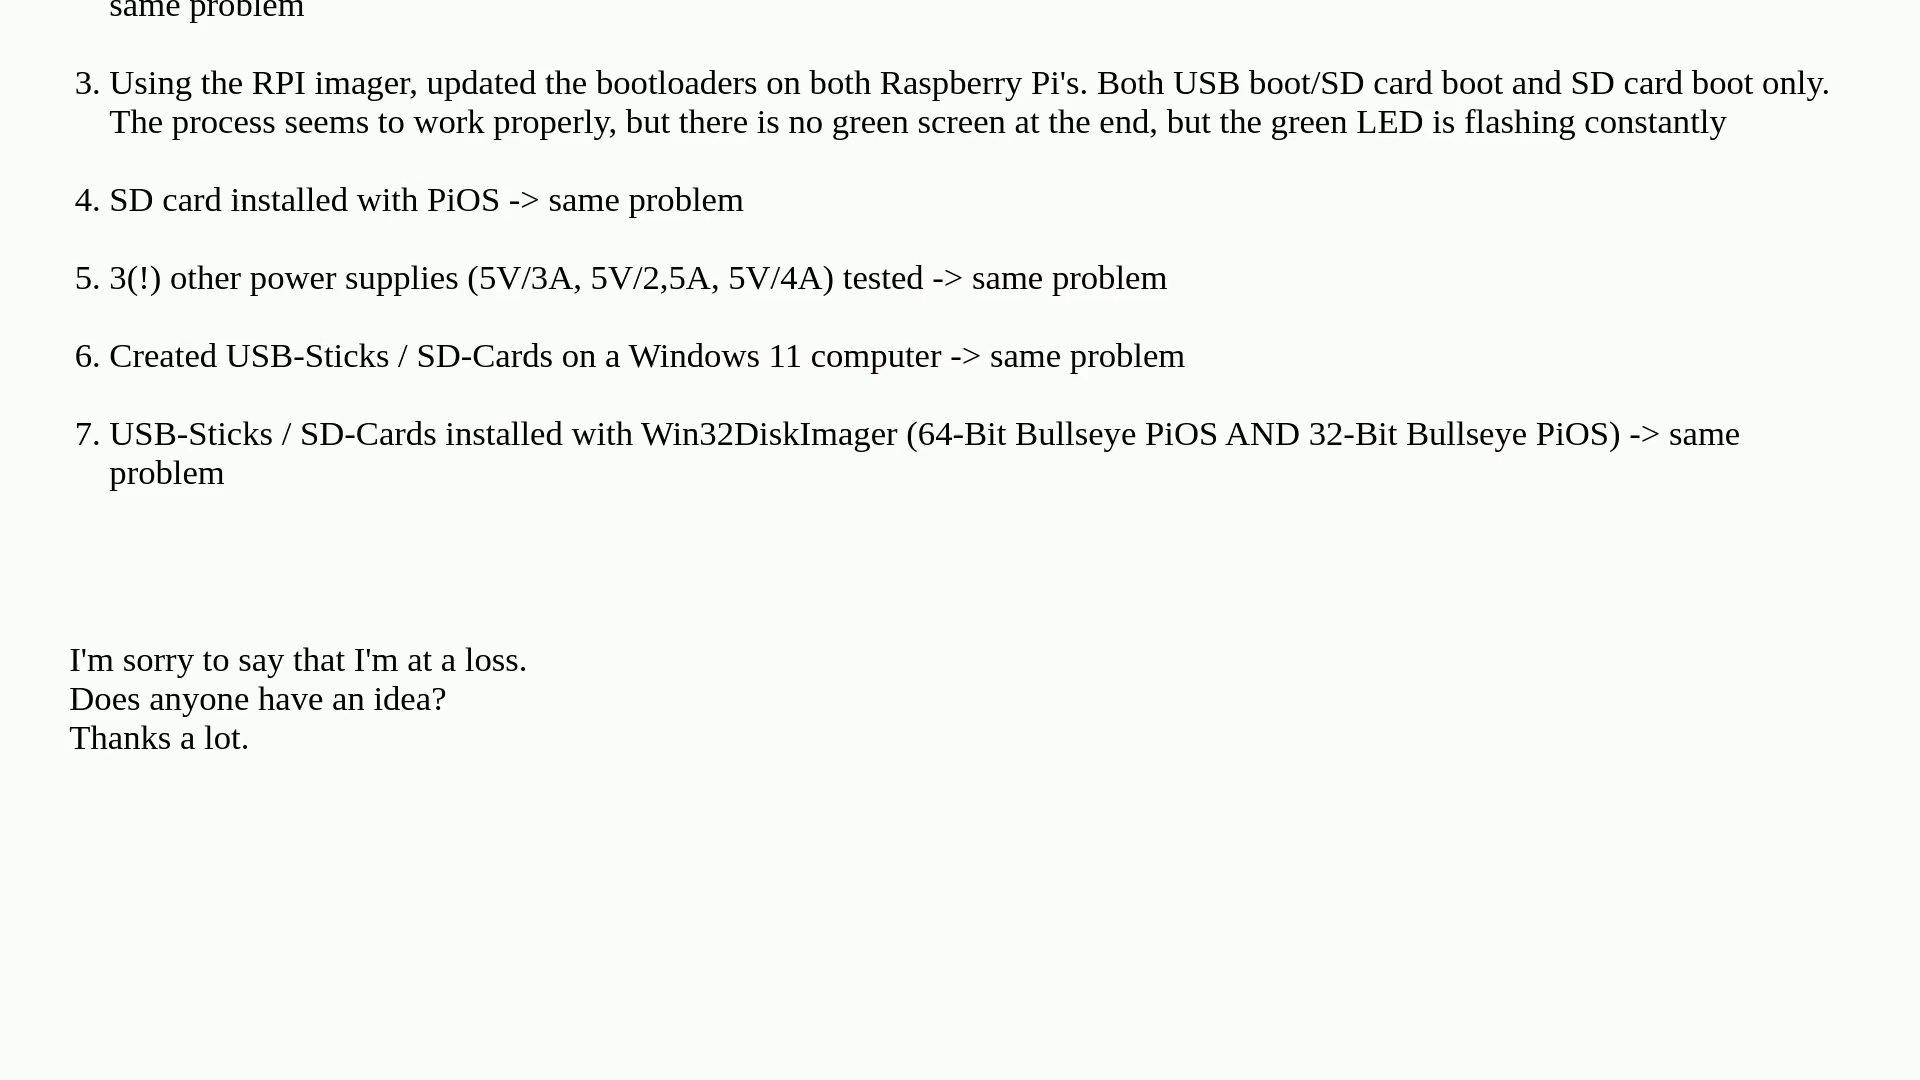 same problem
3. Using the RPI imager, updated the bootloaders on both Raspberry Pi's. Both USB boot/SD card boot and SD card boot only.
The process seems to work properly, but there is no green screen at the end, but the green LED is flashing constantly
4. SD card installed with PiOS -> same problem
5. 3(!) other power supplies (5V/3A, 5V/2,5A, 5V/4A) tested -> same problem
6. Created USB-Sticks / SD-Cards on a Windows 11 computer -> same problem
7. USB-Sticks / SD-Cards installed with Win32DiskImager (64-Bit Bullseye PiOS AND 32-Bit Bullseye PiOS) -> same
problem
I'm sorry to say that I'm at a loss.
Does anyone have an idea?
Thanks a lot.